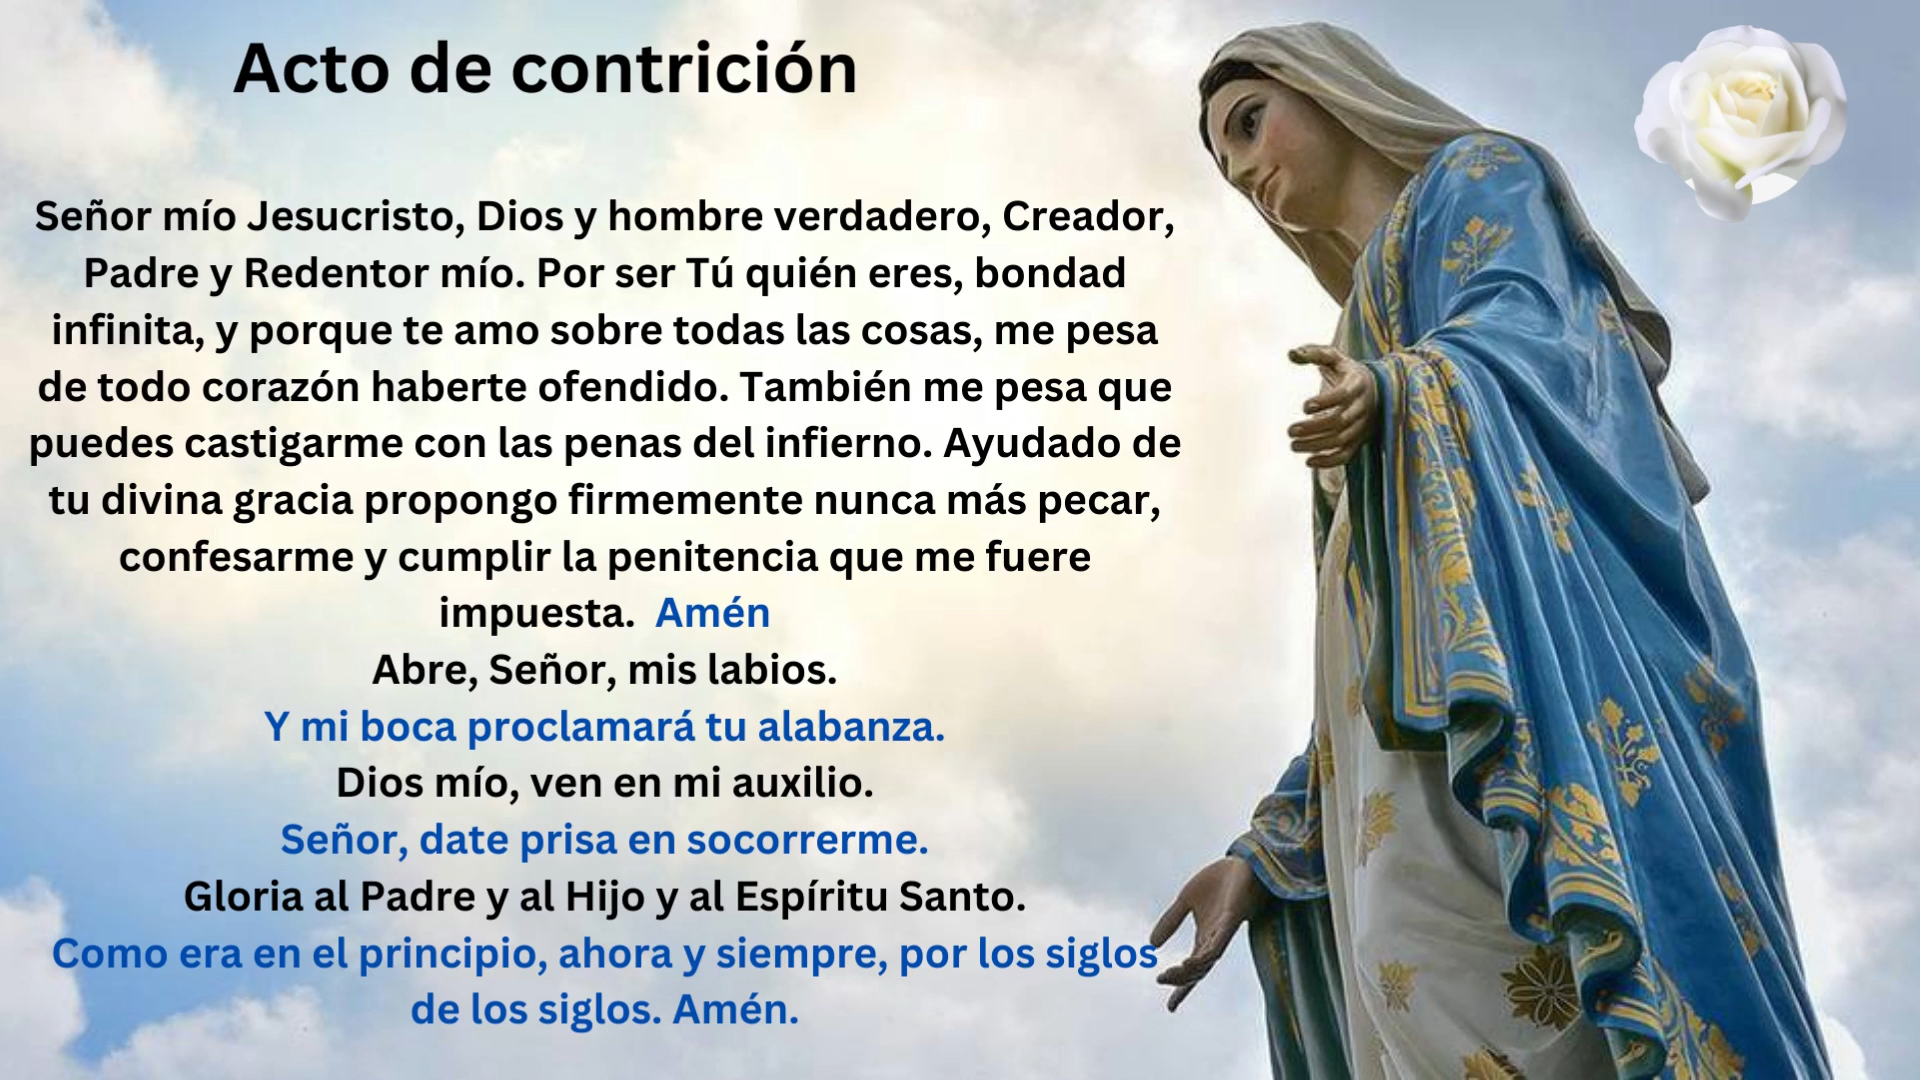 Acto de contrición
Señor mío Jesucristo, Dios y hombre verdadero, Creador,
Padre y Redentor mío. Por ser Tú quién eres, bondad
infinita, y porque te amo sobre todas las cosas, me pesa
de todo corazón haberte ofendido. También me pesa que
puedes castigarme con las penas del infierno. Ayudado de
tu divina gracia propongo firmemente nunca más pecar,
confesarme y cumplir la penitencia que me fuere
impuesta.  Amén
Abre, Señor, mis labios.
Y mi boca proclamará tu alabanza.
Dios mío, ven en mi auxilio.
Señor, date prisa en socorrerme.
Gloria al Padre y al Hijo y al Espíritu Santo.
Como era en el principio, ahora y siempre, por los siglos
de los siglos. Amén.